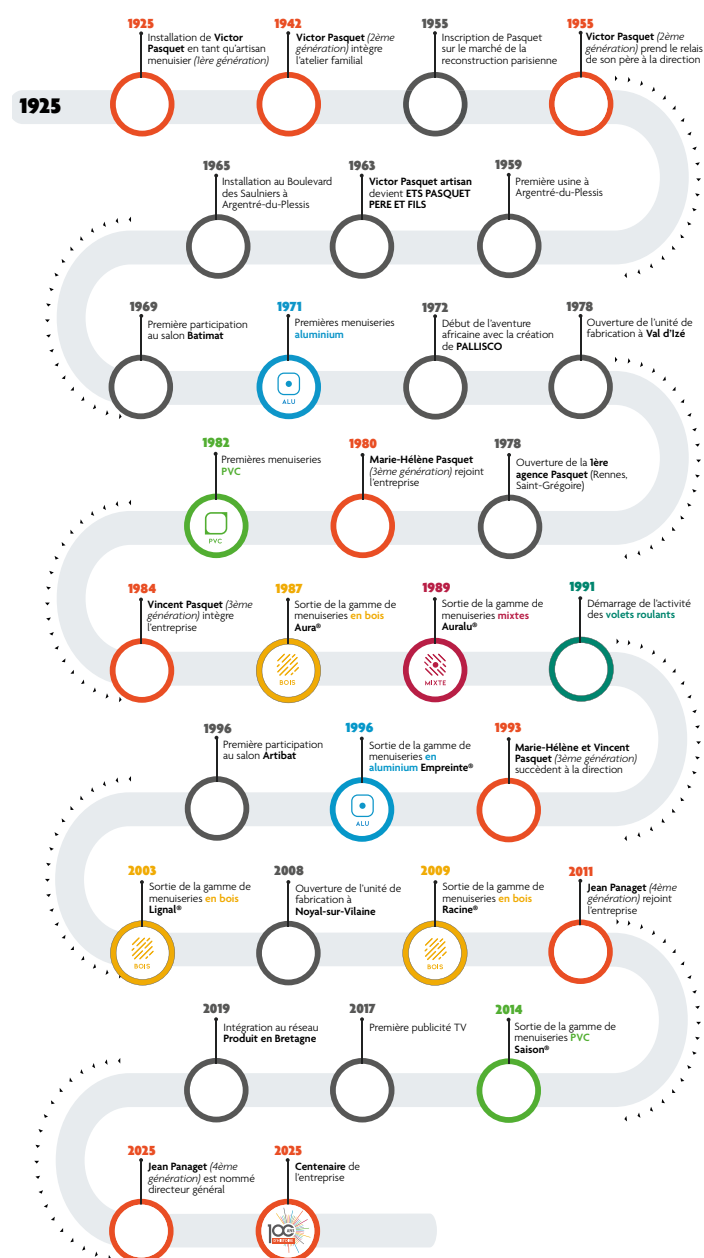 1925
1925
Installation de Victor
Pasquet en tant qu'artisan
menuisier (1ère génération)
1942
Victor Pasquet (2ème
génération) intègre
l'atelier familial
1955
Inscription de Pasquet
sur le marché de la
reconstruction parisienne
1955
Victor Pasquet (2ème
génération) prend le relais
de son père à la direction
1959
Première usine à
Argentré-du-Plessis
1963
Victor Pasquet artisan
devient ETS PASQUET
PERE ET FILS
1965
Installation au Boulevard
des Saulniers à
Argentré-du-Plessis
1969
Première participation
au salon Batimat
1971
Premières menuiseries
aluminium
ALU
1972
Début de l'aventure
africaine avec la création
de PALLISCO
1978
Ouverture de l'unité de
fabrication à Val d'Izé
1978
Ouverture de la 1ère
agence Pasquet (Rennes,
Saint-Grégoire)
1980
Marie-Hélène Pasquet
(3ème génération) rejoint
l'entreprise
1982
Premières menuiseries
PVC
PVC
1984
Vincent Pasquet (3ème
génération) intègre
l'entreprise
1987
Sortie de la gamme de
menuiseries en bois
Aura®
BOIS
1989
Sortie de la gamme de
menuiseries mixtes
Auralu®
MIXTE
1991
Démarrage de l'activité
des volets roulants
1993
Marie-Hélène et Vincent
Pasquet (3ème génération)
succèdent à la direction
1996
Sortie de la gamme de
menuiseries en
aluminium Empreinte®
ALU
1996
Première participation
au salon Artibat
2003
Sortie de la gamme de
menuiseries en bois
Lignal®
BOIS
2008
Ouverture de l'unité de
fabrication à
Noyal-sur-Vilaine
2009
Sortie de la gamme de
menuiseries en bois
Racine®
BOIS
2011
Jean Panaget (4ème
génération) rejoint
l'entreprise
2014
Sortie de la gamme de
menuiseries PVC
Saison®
2017
Première publicité TV
2019
Intégration au réseau
Produit en Bretagne
2025
Jean Panaget (4ème
génération) est nommé
directeur général
2025
Centenaire de
l'entreprise
100 ANS
D'HISTOIRE